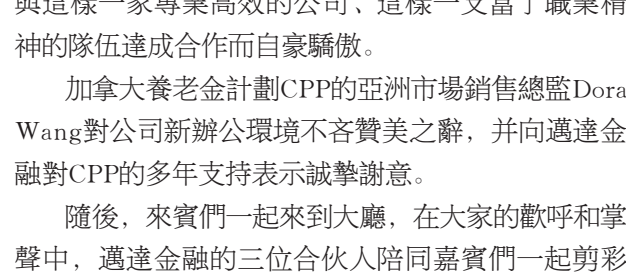 與這樣一家專業高效的公司、這樣一支富了職業精
神的隊伍達成合作而自豪驕傲。
加拿大養老金計劃CPP的亞洲市場銷售總監Dora
Wang對公司新辦公環境不吝贊美之辭，并向邁達金
融對CPP的多年支持表示誠摯謝意。
隨後，來賓們一起來到大廳，在大家的歡呼和掌
聲中，邁達金融的三位合伙人陪同嘉賓們一起剪彩